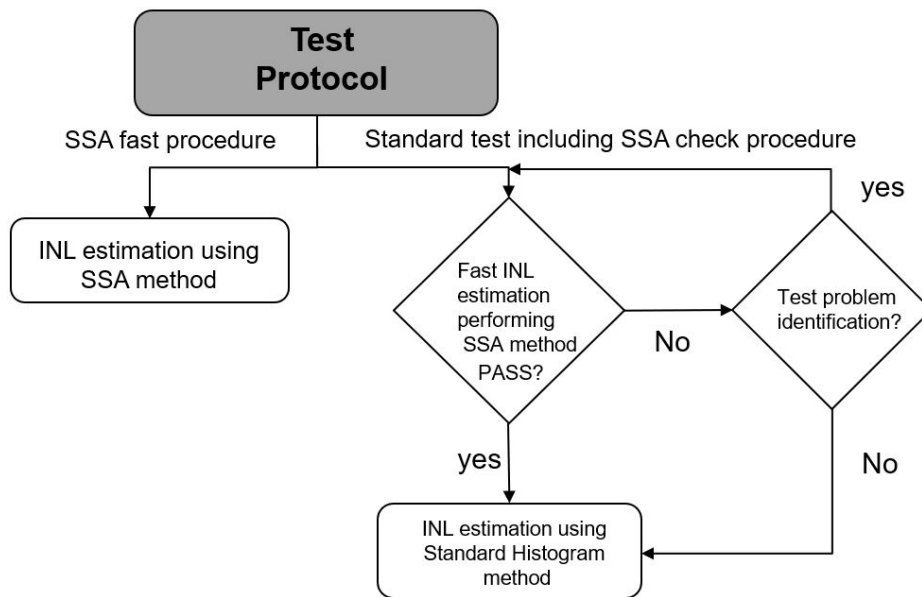 Test
Protocol
SSA fast procedure
Standard test including SSA check procedure
yes
INL estimation using
SSA method
Fast INL
estimation
performing
SSA method
PASS?
No
Test problem
identification?
yes
No
INL estimation using
Standard Histogram
method